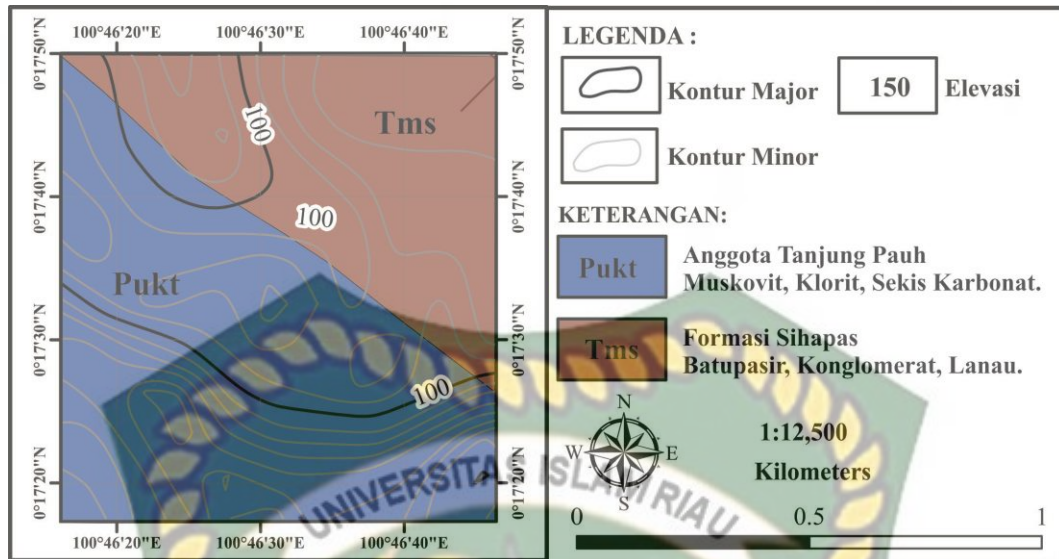 100°46'20"E 100°46'30"E 100°46'40"E
0°17'50"N
0°17'40"N
0°17'30"N
0°17'20"N
Tms
100
100
Pukt
100
0°17'50"N
0°17'40"N
0°17'30"N
0°17'20"N
100°46'20"E 100°46'30"E 100°46'40"E
LEGENDA :
Kontur Major
150 Elevasi
Kontur Minor
KETERANGAN:
Pukt
Anggota Tanjung Pauh
Muskovit, Klorit, Sekis Karbonat.
Tms
Formasi Sihapas
Batupasir, Konglomerat, Lanau.
N
W E
S
1:12,500
Kilometers
0 0.5 1
UNIVERSITAS ISLAM RIAU